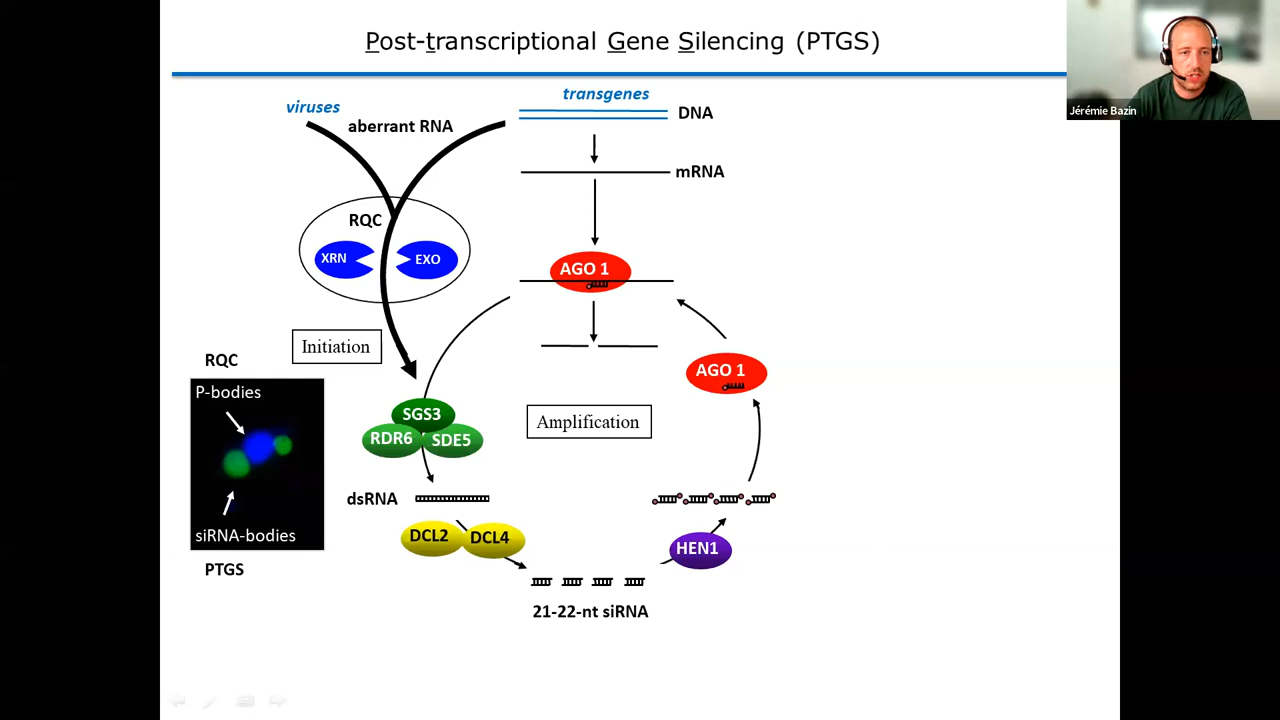 Post-transcriptional Gene Silencing (PTGS)
Jérémie Bazin
viruses
aberrant RNA
transgenes
DNA
mRNA
RQC
XRN
EXO
AGO 1
Initiation
RQC
AGO 1
P-bodies
SGS3
RDR6
SDE5
Amplification
dsRNA
siRNA-bodies
DCL2
DCL4
HEN1
PTGS
21-22-nt siRNA